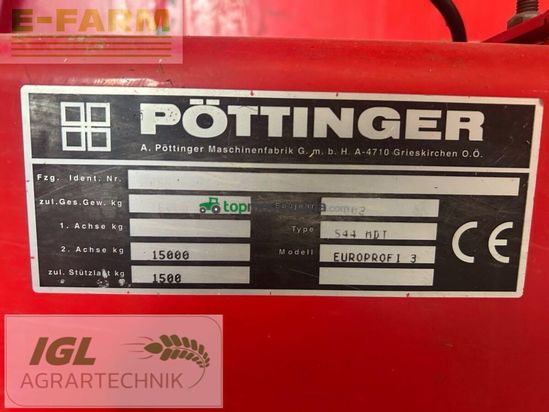 E-FARM
PÖTTINGER
A. Pöttinger Maschinenfabrik G. m. b. H. A-4710 Grieskirchen O.Ö.
Fzg. Ident. Nr.
zul.Ges.Gew. kg Baujahr
1. Achse kg Type 544 MDT
2. Achse kg 15000 Modell EUROPROFI 3
zul. Stützlast kg 1500
CE
IGL
AGRARTECHNIK